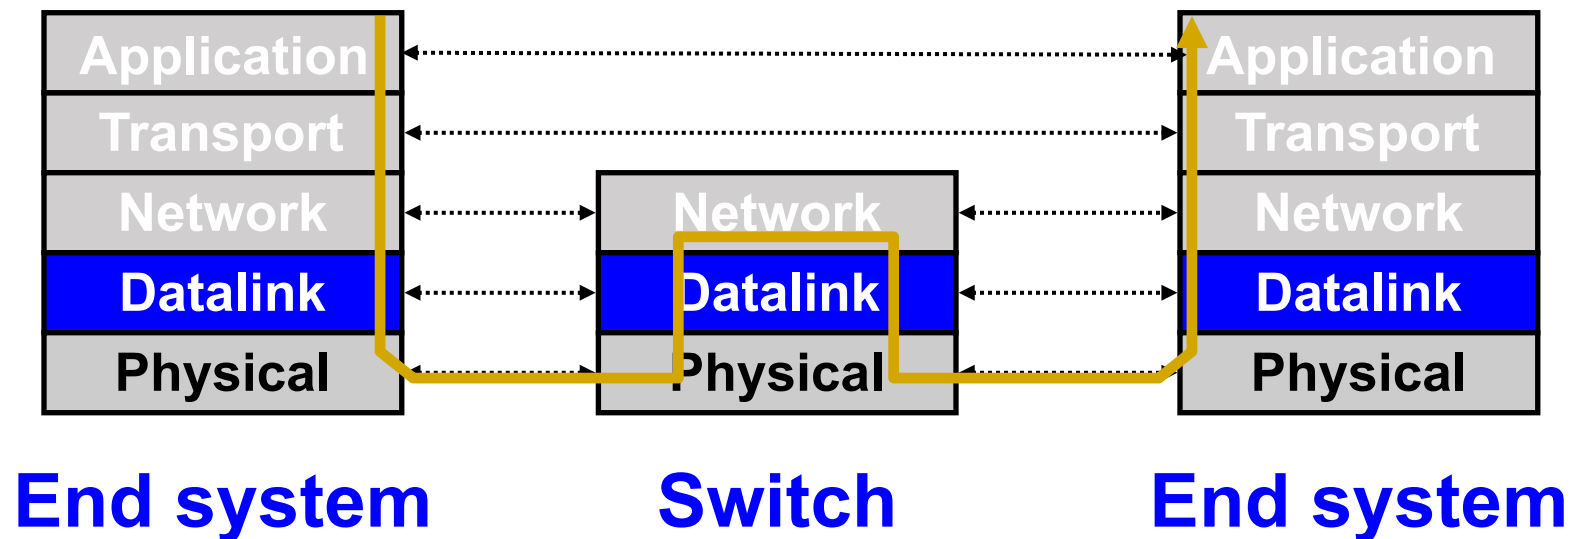 Application
Transport
Network
Datalink
Physical
End system
Network
Datalink
Physical
Switch
Application
Transport
Network
Datalink
Physical
End system